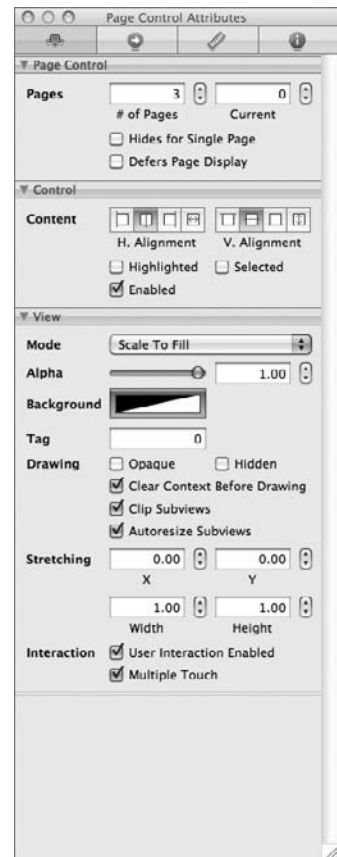 Page Control Attributes
Page Control
Pages 3 0
# of Pages Current
Hides for Single Page
Defers Page Display
Control
Content
H. Alignment V. Alignment
Highlighted Selected
Enabled
View
Mode Scale To Fill
Alpha 1.00
Background
Tag 0
Drawing Opaque Hidden
Clear Context Before Drawing
Clip Subviews
Autoresize Subviews
Stretching 0.00 0.00
X Y
1.00 1.00
Width Height
Interaction User Interaction Enabled
Multiple Touch